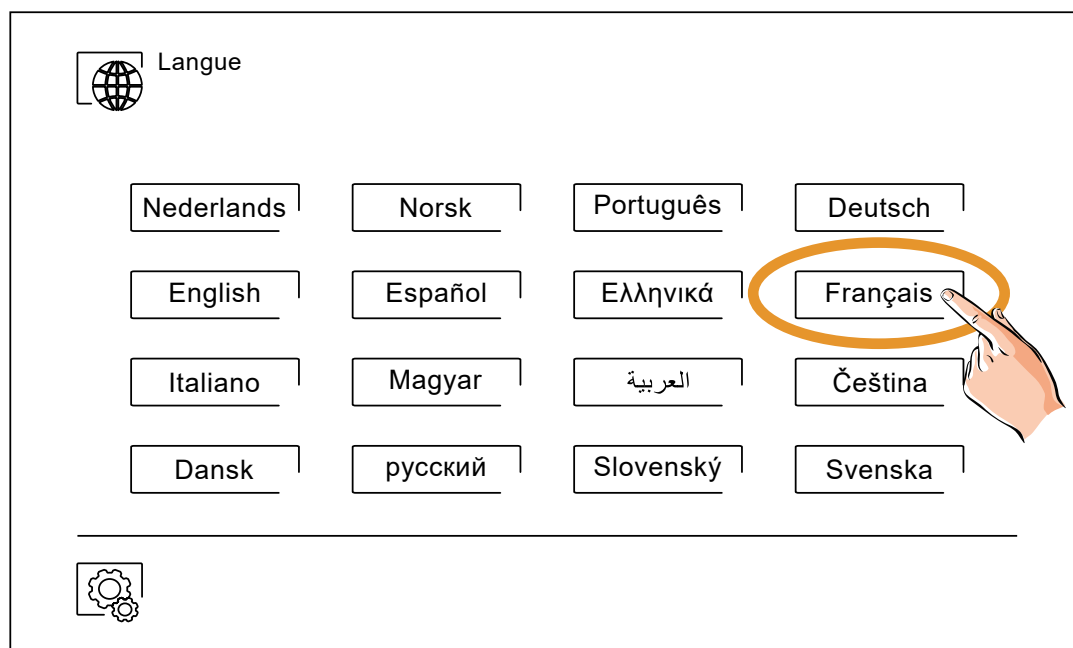 Langue
Nederlands
Norsk
Português
Deutsch
English
Español
Ελληνικά
Français
Italiano
Magyar
العربية
Čeština
Dansk
русский
Slovenský
Svenska